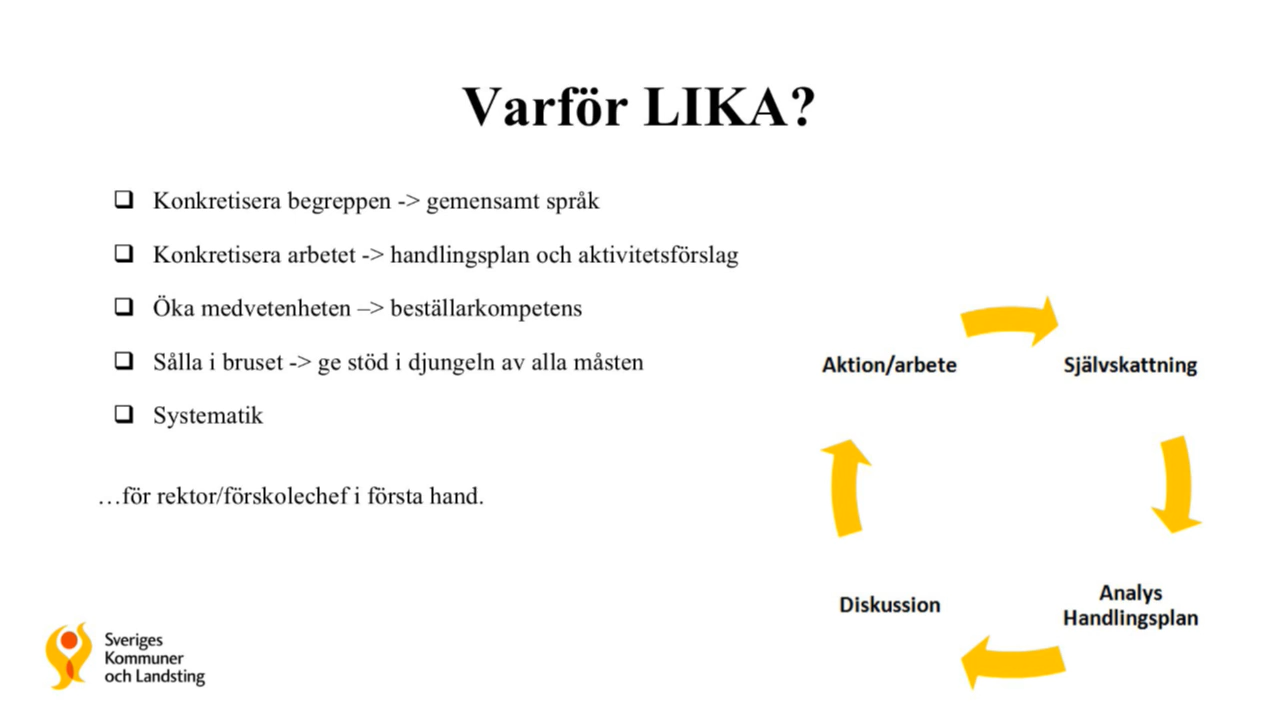 Varför LIKA?
Konkretisera begreppen -> gemensamt språk
Konkretisera arbetet -> handlingsplan och aktivitetsförslag
Öka medvetenheten –> beställarkompetens
Sålla i bruset -> ge stöd i djungeln av alla måsten
Systematik
…för rektor/förskolechef i första hand.
Aktion/arbete
Självskattning
Analys
Handlingsplan
Diskussion
Sveriges
Kommuner
och Landsting